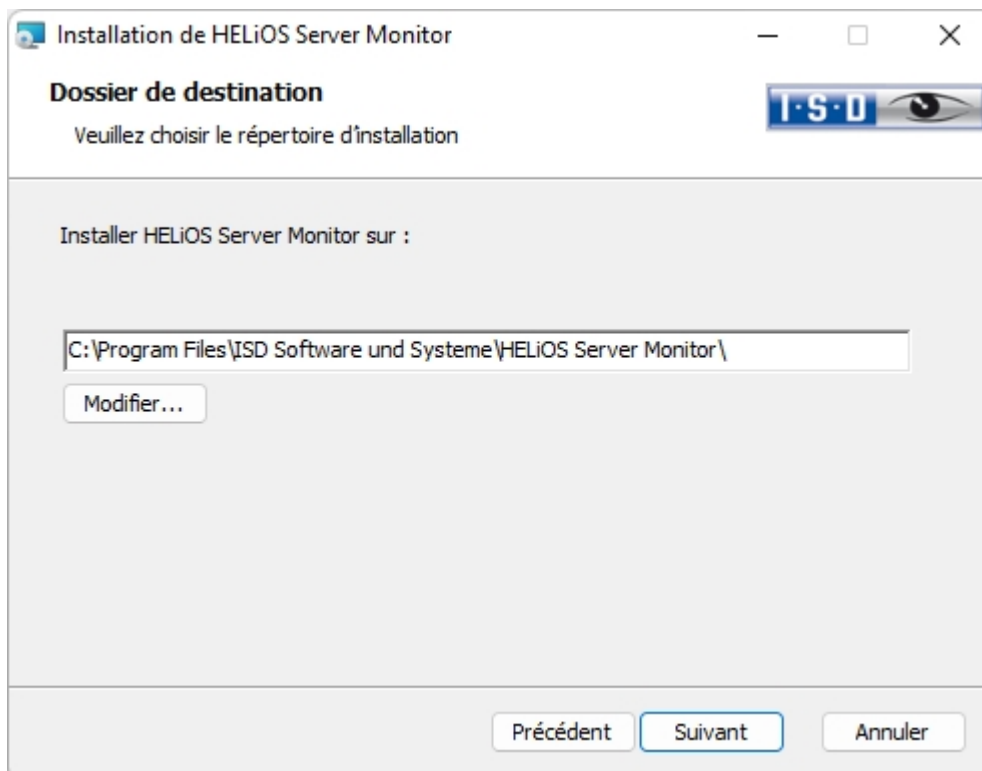 Installation de HELiOS Server Monitor
Dossier de destination
Veuillez choisir le répertoire d'installation
I·S·D
Installer HELiOS Server Monitor sur :
C:\Program Files\ISD Software und Systeme\HELiOS Server Monitor\
Modifier...
Précédent Suivant Annuler